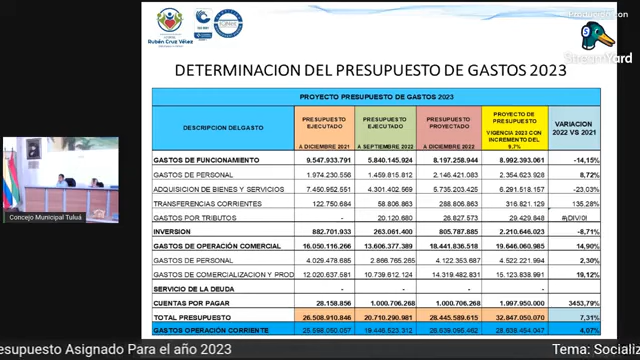 Rubén Cruz Vélez
Producido con
StreamYard
DETERMINACION DEL PRESUPUESTO DE GASTOS 2023
PROYECTO PRESUPUESTO DE GASTOS 2023
DESCRIPCION DEL GASTO PRESUPUESTO EJECUTADO A DICIEMBRE 2021 PRESUPUESTO EJECUTADO A SEPTIEMBRE 2022 PRESUPUESTO PROYECTADO A DICIEMBRE 2022 PROYECTO DE PRESUPUESTO VIGENCIA 2023 CON INCREMENTO DEL 9.7% VARIACION 2022 VS 2021
GASTOS DE FUNCIONAMIENTO 9.547.933.791 5.840.145.924 8.197.258.944 8.992.393.061 -14,15%
GASTOS DE PERSONAL 1.974.230.556 1.459.815.812 2.146.421.083 2.354.623.928 8,72%
ADQUISICION DE BIENES Y SERVICIOS 7.450.952.551 4.301.402.569 5.735.203.425 6.291.518.157 -23,03%
TRANSFERENCIAS CORRIENTES 122.750.684 58.806.863 288.806.863 316.821.129 135,28%
GASTOS POR TRIBUTOS - 20.120.680 26.827.573 29.429.848 #¡DIV/0!
INVERSION 882.701.933 263.061.400 805.787.885 2.210.646.023 -8,71%
GASTOS DE OPERACIÓN COMERCIAL 16.050.116.266 13.606.377.389 18.441.836.518 19.646.060.985 14,90%
GASTOS DE PERSONAL 4.029.478.685 2.866.765.265 4.122.353.687 4.522.221.994 2,30%
GASTOS DE COMERCIALIZACION Y PROD 12.020.637.581 10.739.612.124 14.319.482.831 15.123.838.991 19,12%
SERVICIO DE LA DEUDA
CUENTAS POR PAGAR 28.158.856 1.000.706.268 1.000.706.268 1.997.950.000 3453,79%
TOTAL PRESUPUESTO 26.508.910.846 20.710.290.981 28.445.589.615 32.847.050.070 7,31%
GASTOS OPERACIÓN CORRIENTE 25.598.050.057 19.446.523.312 26.639.095.462 28.638.454.047 4,07%
Concejo Municipal Tuluá
esupuesto Asignado Para el año 2023
Tema: Socializ